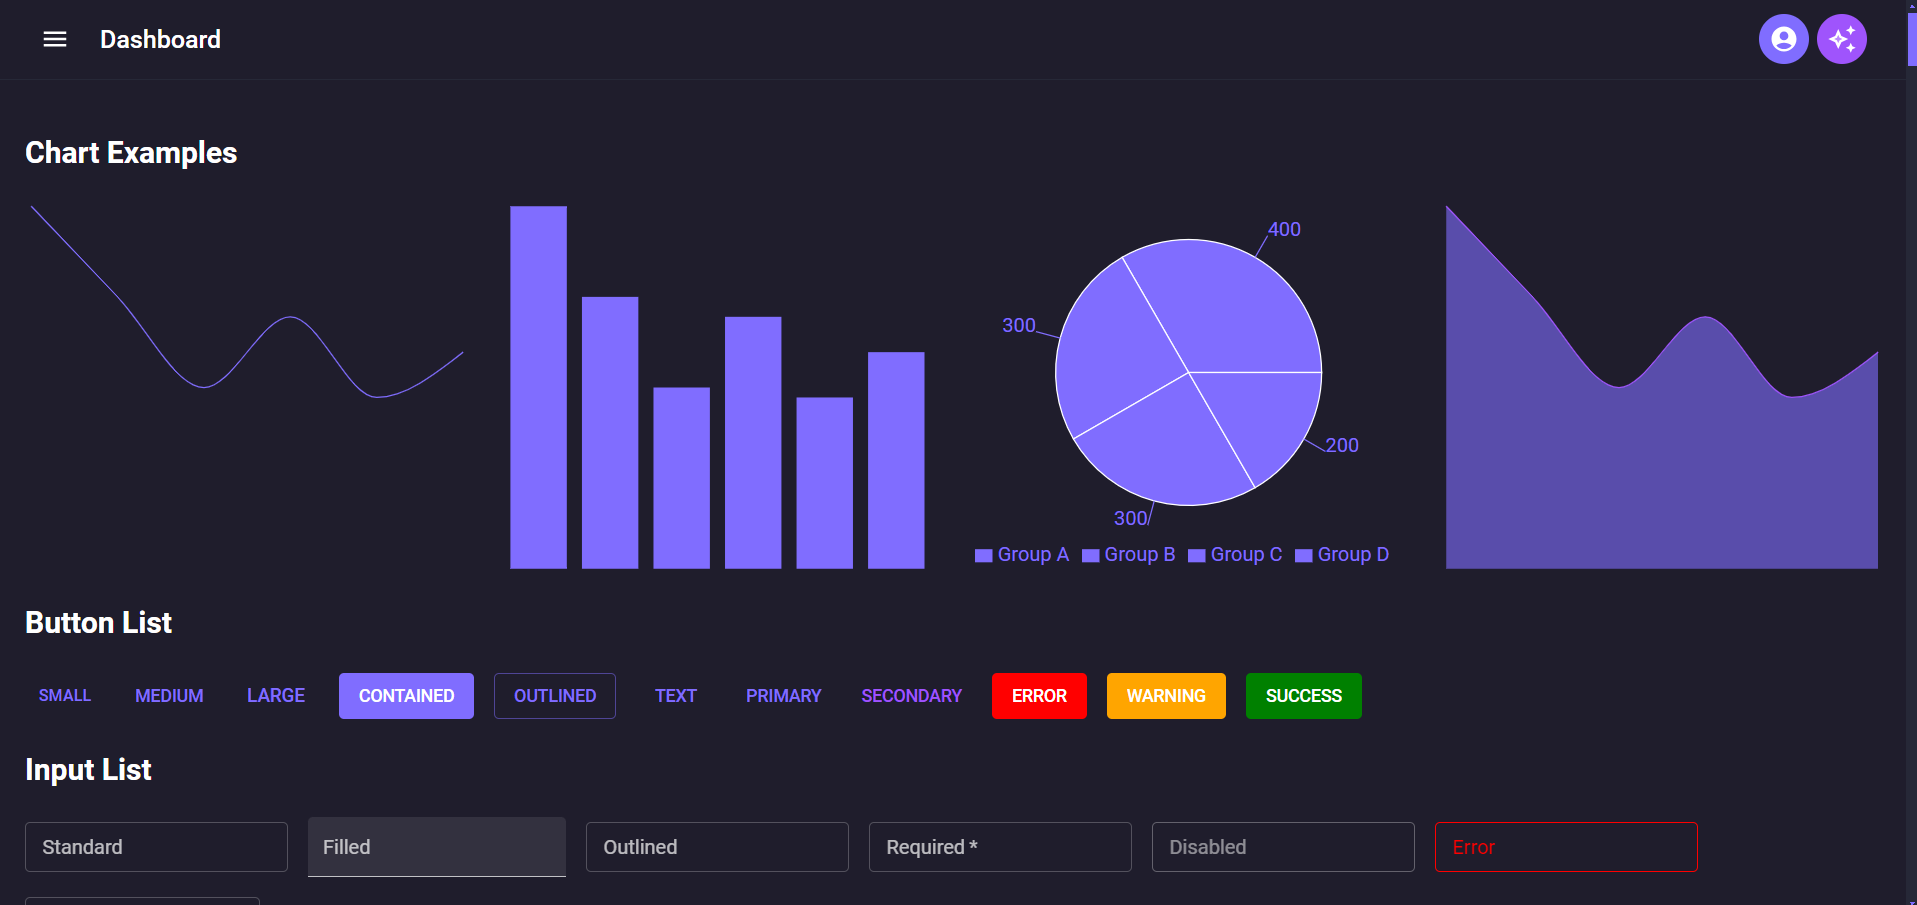 Dashboard
Chart Examples
400
300
200
300
Group A Group B Group C Group D
Button List
SMALL MEDIUM LARGE CONTAINED OUTLINED TEXT PRIMARY SECONDARY ERROR WARNING SUCCESS
Input List
Standard Filled Outlined Required * Disabled Error